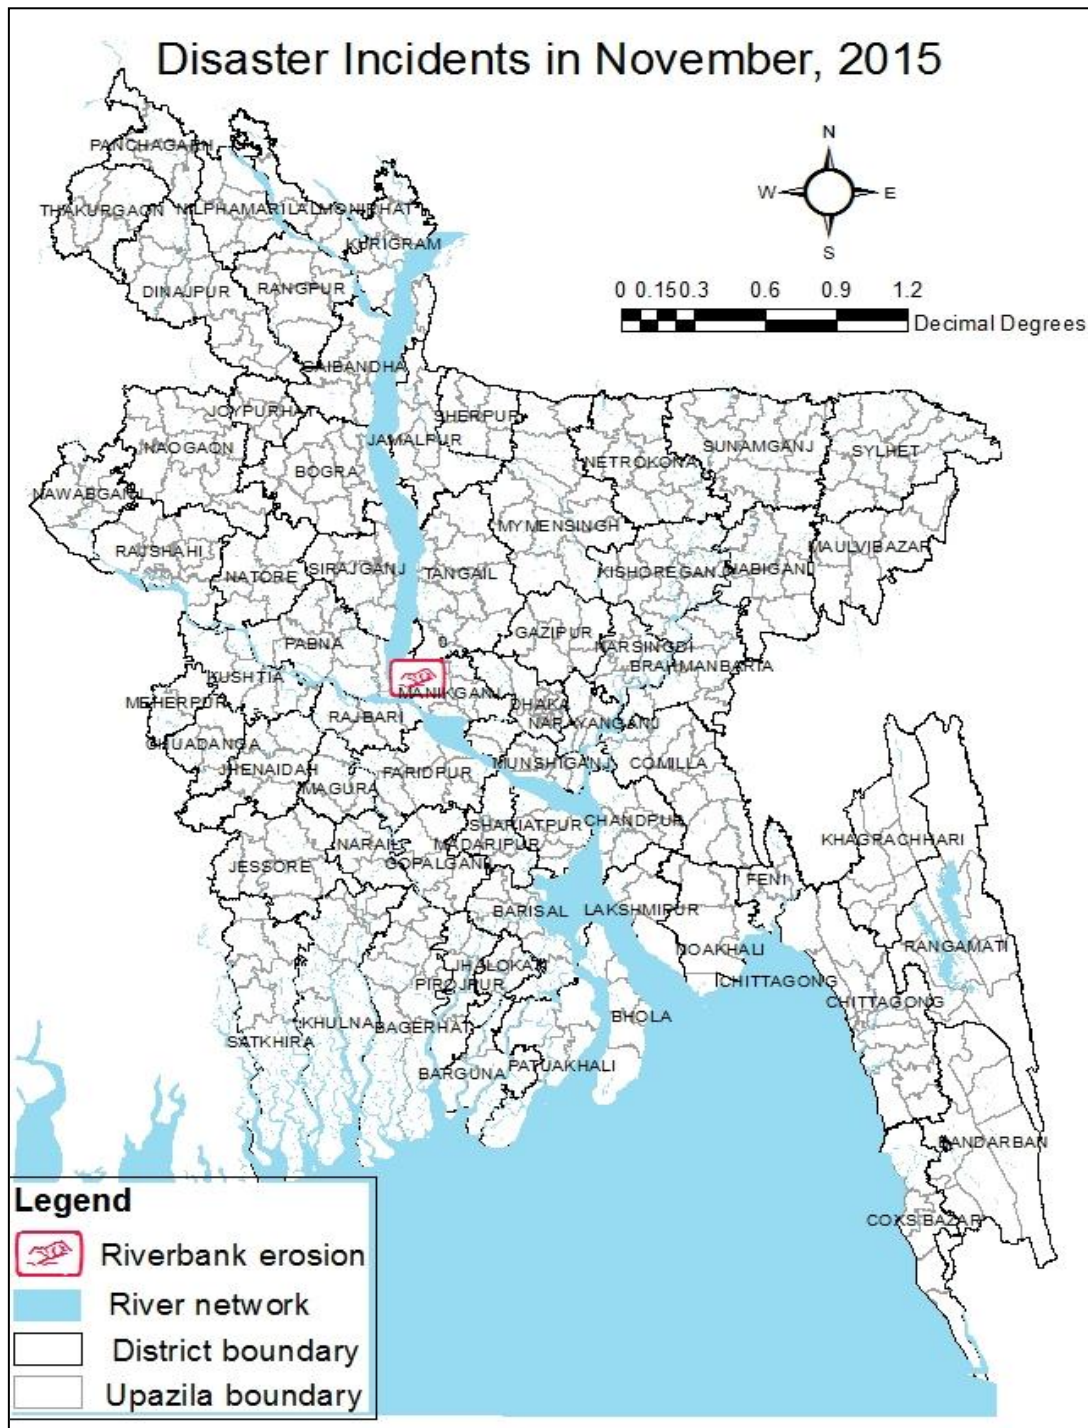 Disaster Incidents in November, 2015
N
W E
S
PANCHAGARH
THAKURGAON NILPHAMARI LALMONIRHAT
KURIGRAM
DINAJPUR RANGPUR
0 0.15 0.3 0.6 0.9 1.2
Decimal Degrees
GAIBANDHA
JOYPURHAT SHERPUR
NAOGAON JAMALPUR SUNAMGANJ SYLHET
BOGRA NETROKONA
NAWABGANJ
MYMENSINGH
RAJSHAHI MAULVIBAZAR
NATORE SIRAJGANJ TANGAIL KISHOREGANJ HABIGANJ
PABNA 0 GAZIPUR NARSINGDI
KUSHTIA BRAHMANBARIA
MEHERPUR MANIKGANJ DHAKA
RAJBARI NARAYANGANJ
CHUADANGA
JHENAIDAH FARIDPUR MUNSHIGANJ COMILLA
MAGURA
SHARIATPUR CHANDPUR
NARAIL MADARIPUR KHAGRACHHARI
JESSORE GOPALGANJ
FENI
BARISAL LAKSHMIPUR
NOAKHALI RANGAMATI
JHALOKATI
PIROJPUR CHITTAGONG
CHITTAGONG
KHULNA BAGERHAT BHOLA
SATKHIRA
BARGUNA PATUAKHALI
BANDARBAN
COXS BAZAR
Legend
Riverbank erosion
River network
District boundary
Upazila boundary